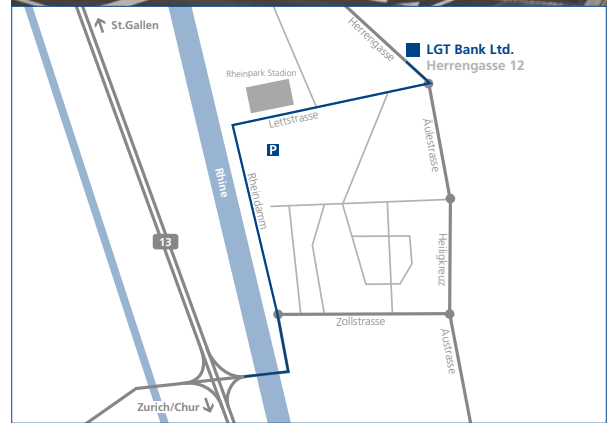 St.Gallen
Herrengasse
LGT Bank Ltd.
Herrengasse 12
Rheinpark Stadion
Lettstrasse
Äulestrasse
P
Rhine
Rheindamm
13
Heiligkreuz
Zollstrasse
Austrasse
Zurich/Chur